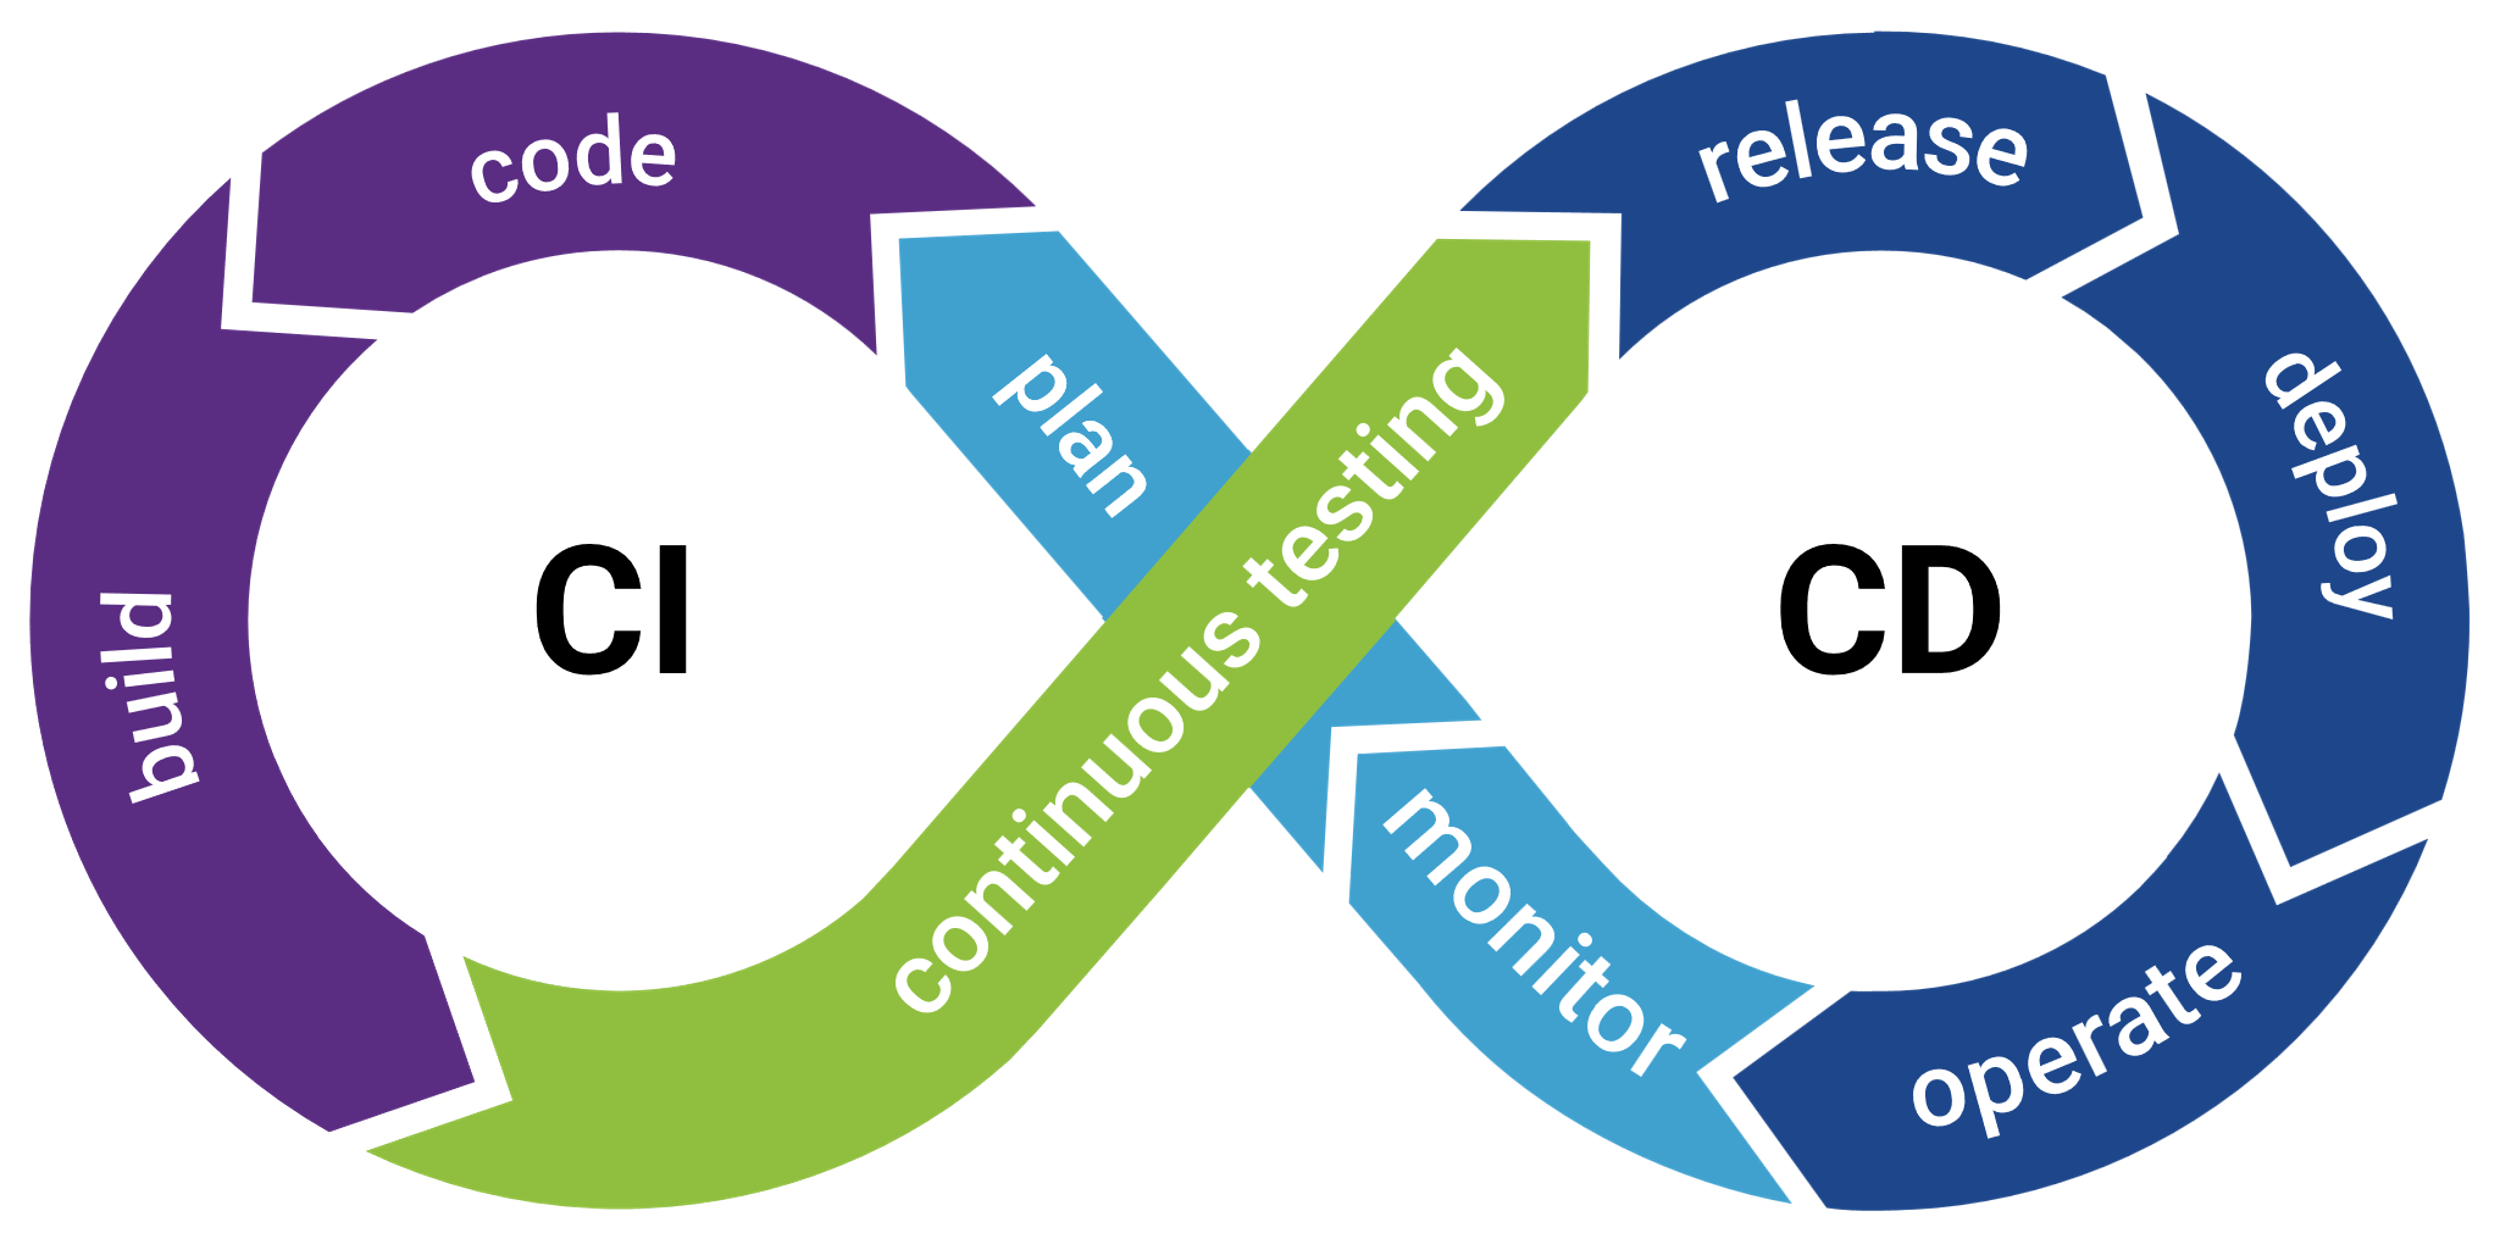 code
build
CI
plan
continuous testing
release
deploy
CD
operate
monitor